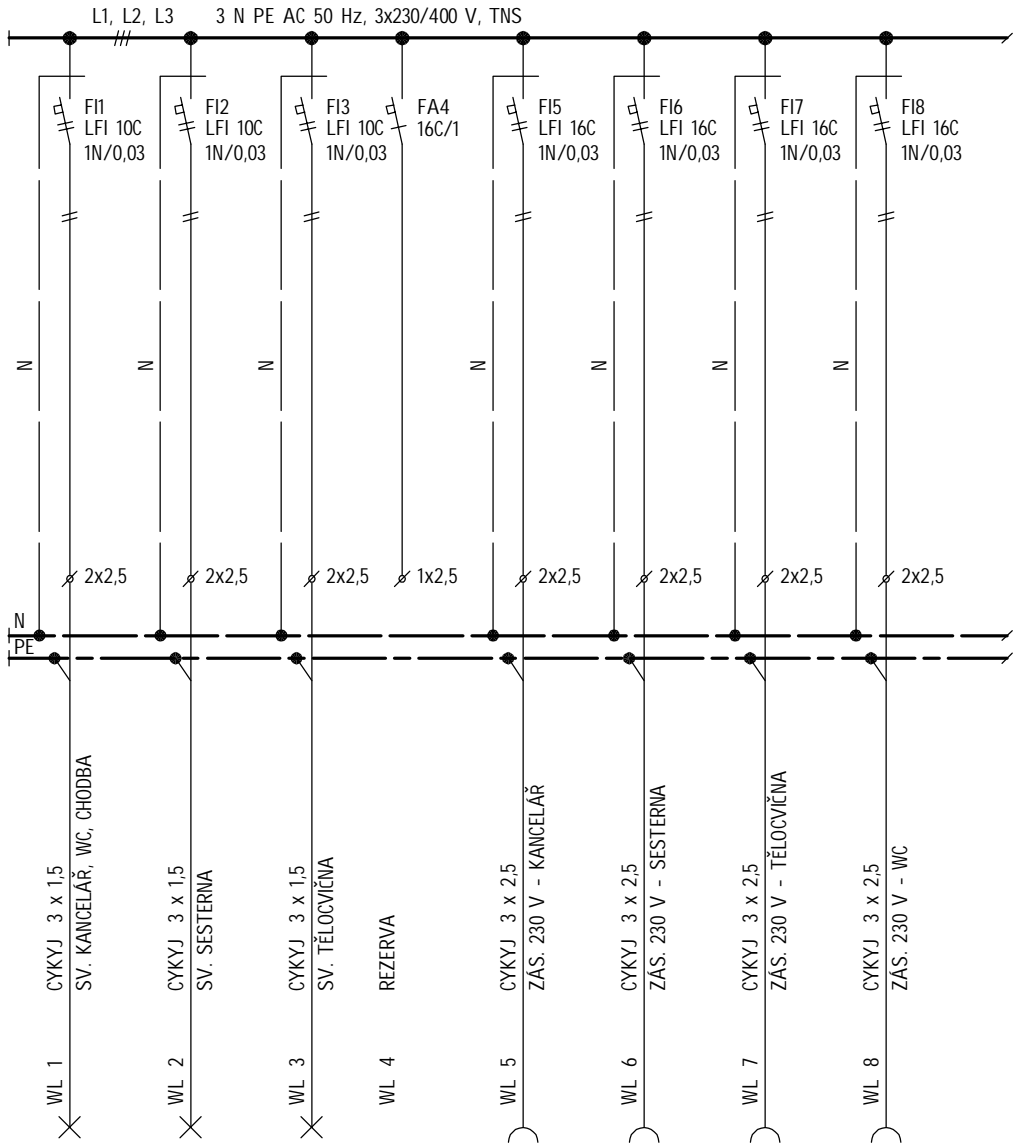 L1, L2, L3
3 N PE AC 50 Hz, 3x230/400 V, TNS
FI1
LFI 10C
1N/0,03
FI2
LFI 10C
1N/0,03
FI3
LFI 10C
1N/0,03
FA4
16C/1
FI5
LFI 16C
1N/0,03
FI6
LFI 16C
1N/0,03
FI7
LFI 16C
1N/0,03
FI8
LFI 16C
1N/0,03
N
N
N
N
N
N
N
2x2,5
2x2,5
2x2,5
1x2,5
2x2,5
2x2,5
2x2,5
2x2,5
N
PE
WL 1 CYKYJ 3 x 1,5
SV. KANCELÁŘ, WC, CHODBA
WL 2 CYKYJ 3 x 1,5
SV. SESTERNA
WL 3 CYKYJ 3 x 1,5
SV. TĚLOCVIČNA
WL 4 REZERVA
WL 5 CYKYJ 3 x 2,5
ZÁS. 230 V - KANCELÁŘ
WL 6 CYKYJ 3 x 2,5
ZÁS. 230 V - SESTERNA
WL 7 CYKYJ 3 x 2,5
ZÁS. 230 V - TĚLOCVIČNA
WL 8 CYKYJ 3 x 2,5
ZÁS. 230 V - WC